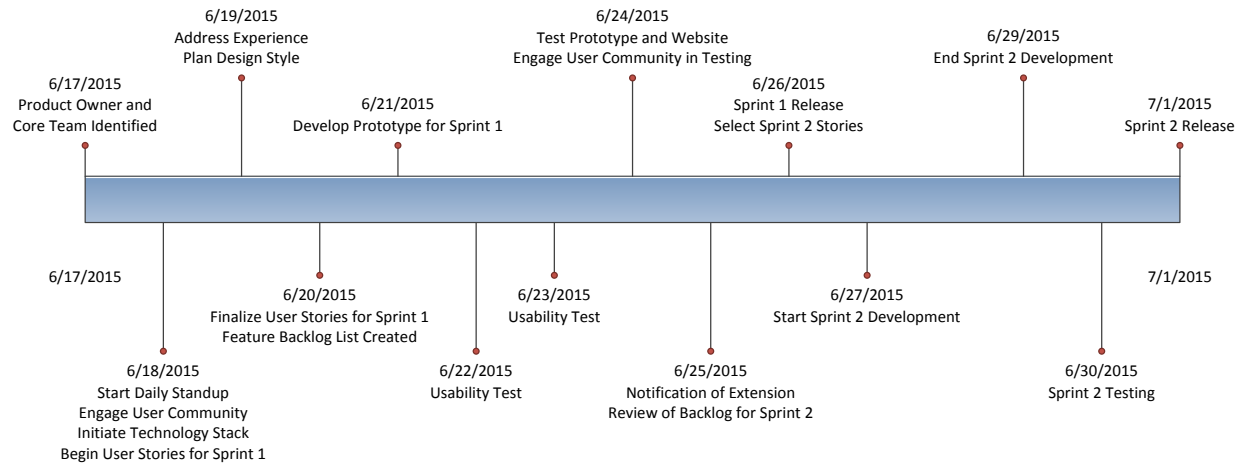 6/19/2015
Address Experience
Plan Design Style
6/24/2015
Test Prototype and Website
Engage User Community in Testing
6/29/2015
End Sprint 2 Development
6/17/2015
Product Owner and
Core Team Identified
6/21/2015
Develop Prototype for Sprint 1
6/26/2015
Sprint 1 Release
Select Sprint 2 Stories
7/1/2015
Sprint 2 Release
6/17/2015
7/1/2015
6/20/2015
Finalize User Stories for Sprint 1
Feature Backlog List Created
6/23/2015
Usability Test
6/27/2015
Start Sprint 2 Development
6/18/2015
Start Daily Standup
Engage User Community
Initiate Technology Stack
Begin User Stories for Sprint 1
6/22/2015
Usability Test
6/25/2015
Notification of Extension
Review of Backlog for Sprint 2
6/30/2015
Sprint 2 Testing